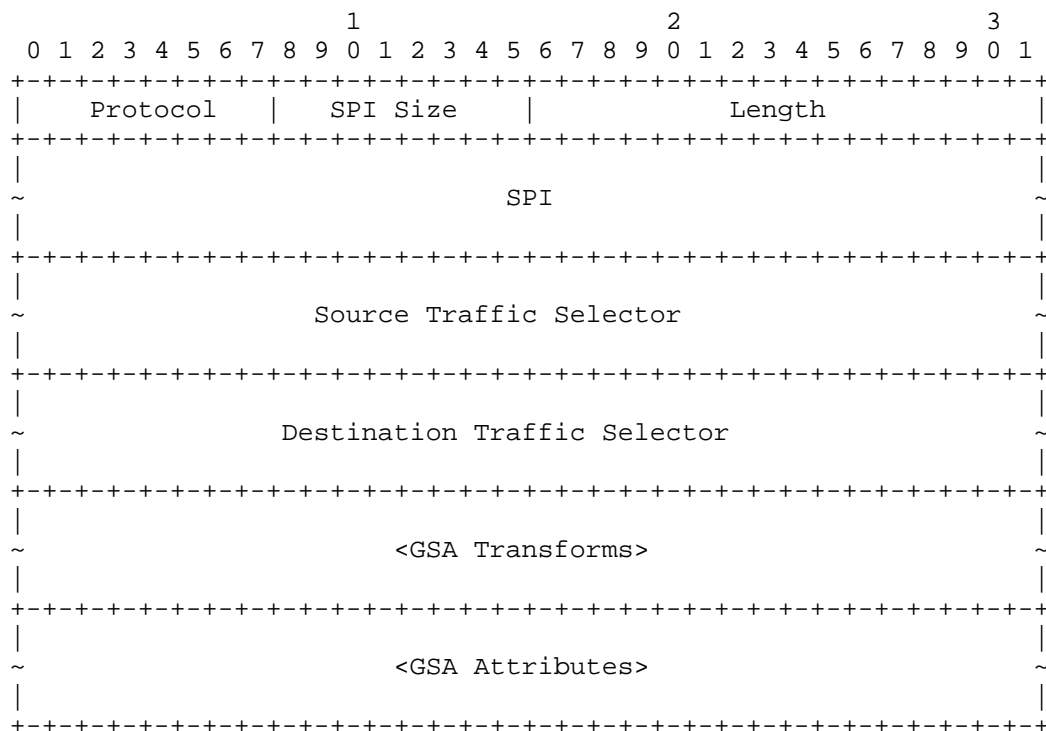 1                   2                   3
 0 1 2 3 4 5 6 7 8 9 0 1 2 3 4 5 6 7 8 9 0 1 2 3 4 5 6 7 8 9 0 1
+-+-+-+-+-+-+-+-+-+-+-+-+-+-+-+-+-+-+-+-+-+-+-+-+-+-+-+-+-+-+-+-+
|    Protocol   |   SPI Size    |            Length             |
+-+-+-+-+-+-+-+-+-+-+-+-+-+-+-+-+-+-+-+-+-+-+-+-+-+-+-+-+-+-+-+-+
|                                                               |
~                              SPI                              ~
|                                                               |
+-+-+-+-+-+-+-+-+-+-+-+-+-+-+-+-+-+-+-+-+-+-+-+-+-+-+-+-+-+-+-+-+
|                                                               |
~                  Source Traffic Selector                      ~
|                                                               |
+-+-+-+-+-+-+-+-+-+-+-+-+-+-+-+-+-+-+-+-+-+-+-+-+-+-+-+-+-+-+-+-+
|                                                               |
~                Destination Traffic Selector                   ~
|                                                               |
+-+-+-+-+-+-+-+-+-+-+-+-+-+-+-+-+-+-+-+-+-+-+-+-+-+-+-+-+-+-+-+-+
|                                                               |
~                       <GSA Transforms>                        ~
|                                                               |
+-+-+-+-+-+-+-+-+-+-+-+-+-+-+-+-+-+-+-+-+-+-+-+-+-+-+-+-+-+-+-+-+
|                                                               |
~                       <GSA Attributes>                        ~
|                                                               |
+-+-+-+-+-+-+-+-+-+-+-+-+-+-+-+-+-+-+-+-+-+-+-+-+-+-+-+-+-+-+-+-+